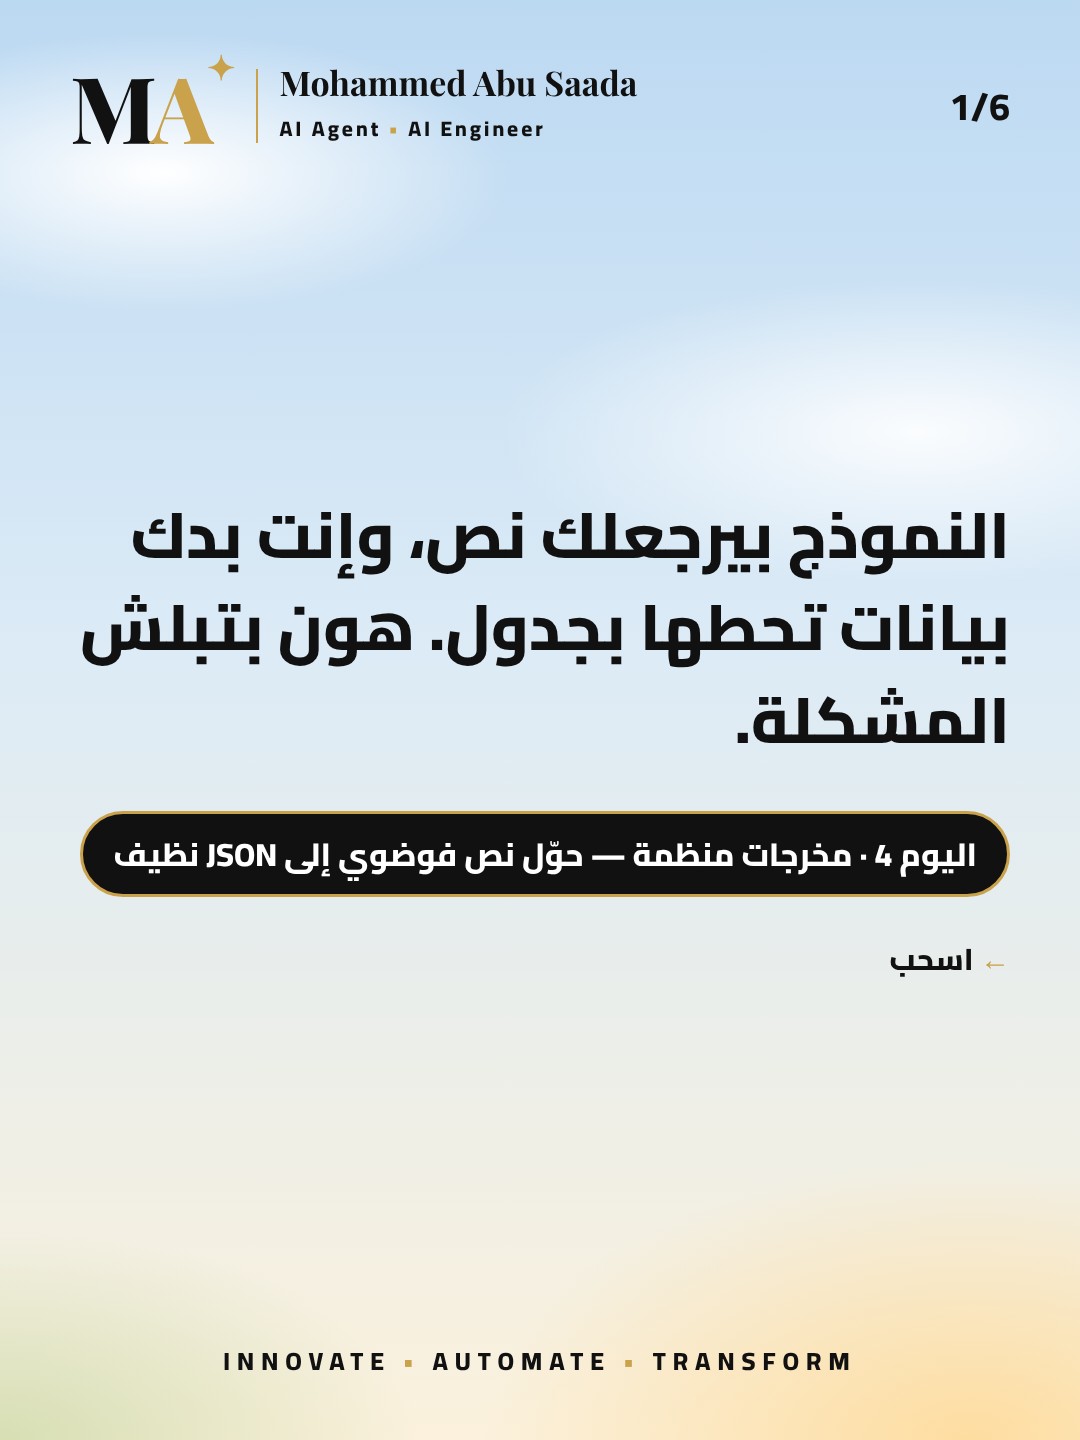 MA
Mohammed Abu Saada
AI Agent ▪ AI Engineer
1/6
النموذج بيرجعلك نص، وإنت بدك
بيانات تحطها بجدول. هون بتبلش
المشكلة.
اليوم 4 · مخرجات منظمة — حوّل نص فوضوي إلى JSON نظيف
← اسحب
INNOVATE ▪ AUTOMATE ▪ TRANSFORM